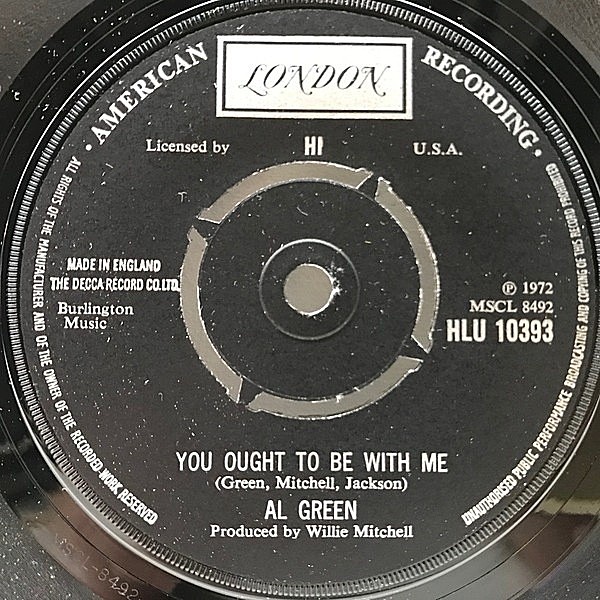 · AMERICAN RECORDING ·
LONDON
Licensed by HI U.S.A.
MADE IN ENGLAND
THE DECCA RECORD CO.LTD.
Burlington
Music
℗ 1972
MSCL 8492
HLU 10393
YOU OUGHT TO BE WITH ME
(Green, Mitchell, Jackson)
AL GREEN
Produced by Willie Mitchell
ALL RIGHTS OF THE MANUFACTURER AND OF THE OWNER OF THE RECORDED WORK RESERVED
UNAUTHORISED PUBLIC PERFORMANCE BROADCASTING AND COPYING OF THIS RECORD PROHIBITED